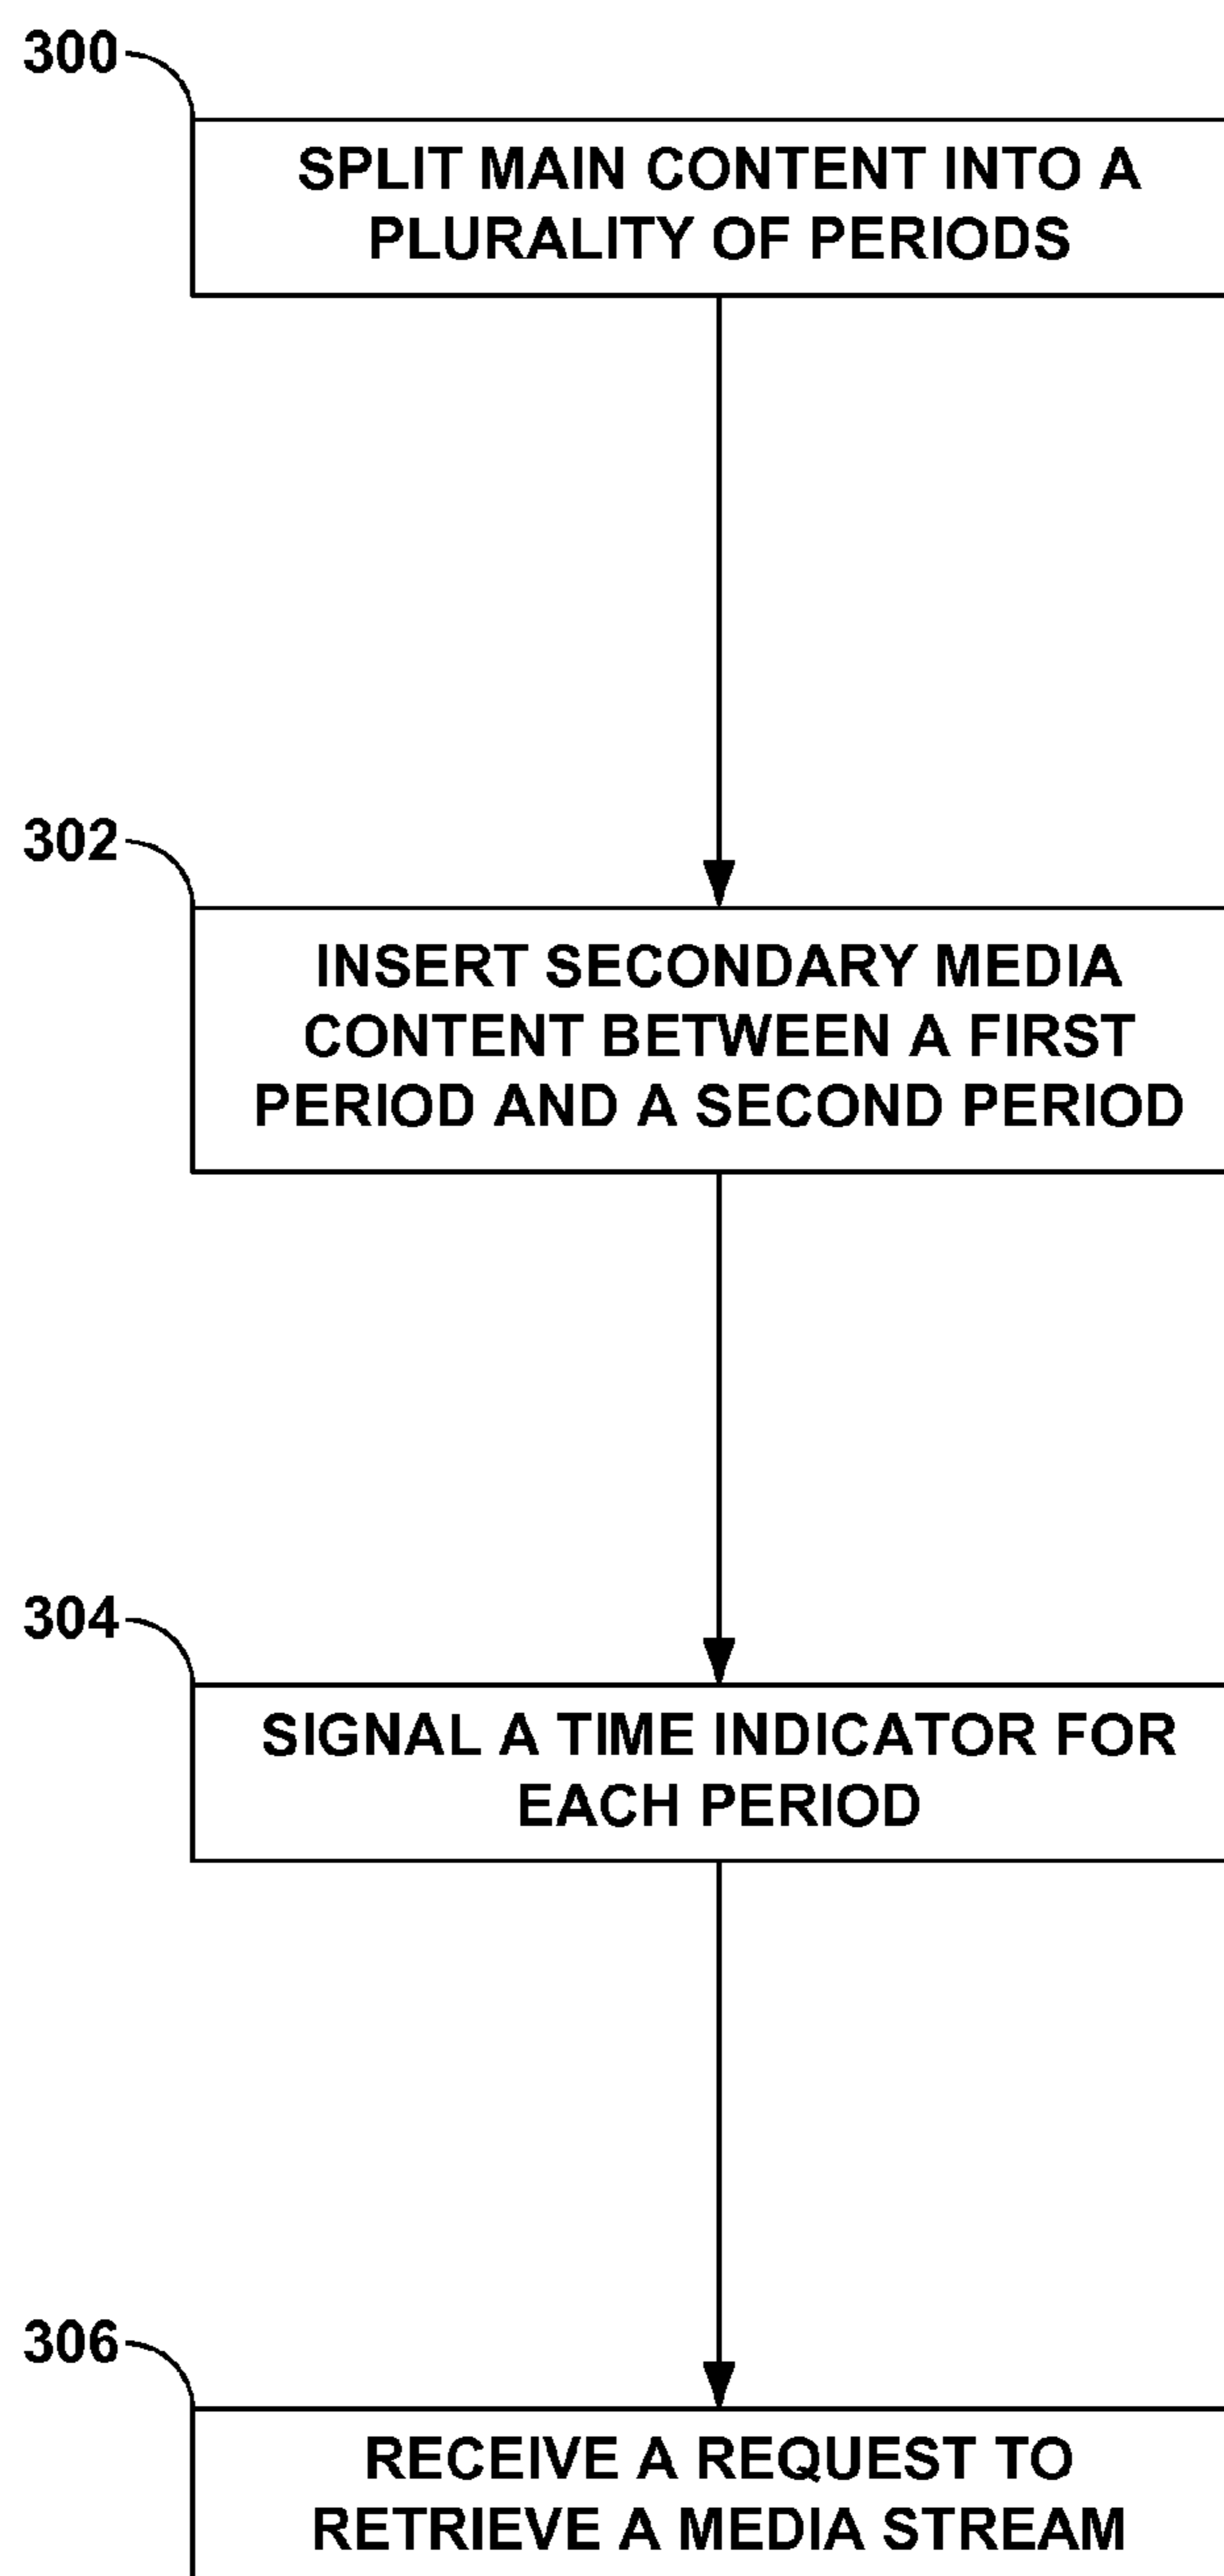 300
SPLIT MAIN CONTENT INTO A
PLURALITY OF PERIODS
302
INSERT SECONDARY MEDIA
CONTENT BETWEEN A FIRST
PERIOD AND A SECOND PERIOD
304
SIGNAL A TIME INDICATOR FOR
EACH PERIOD
306
RECEIVE A REQUEST TO
RETRIEVE A MEDIA STREAM